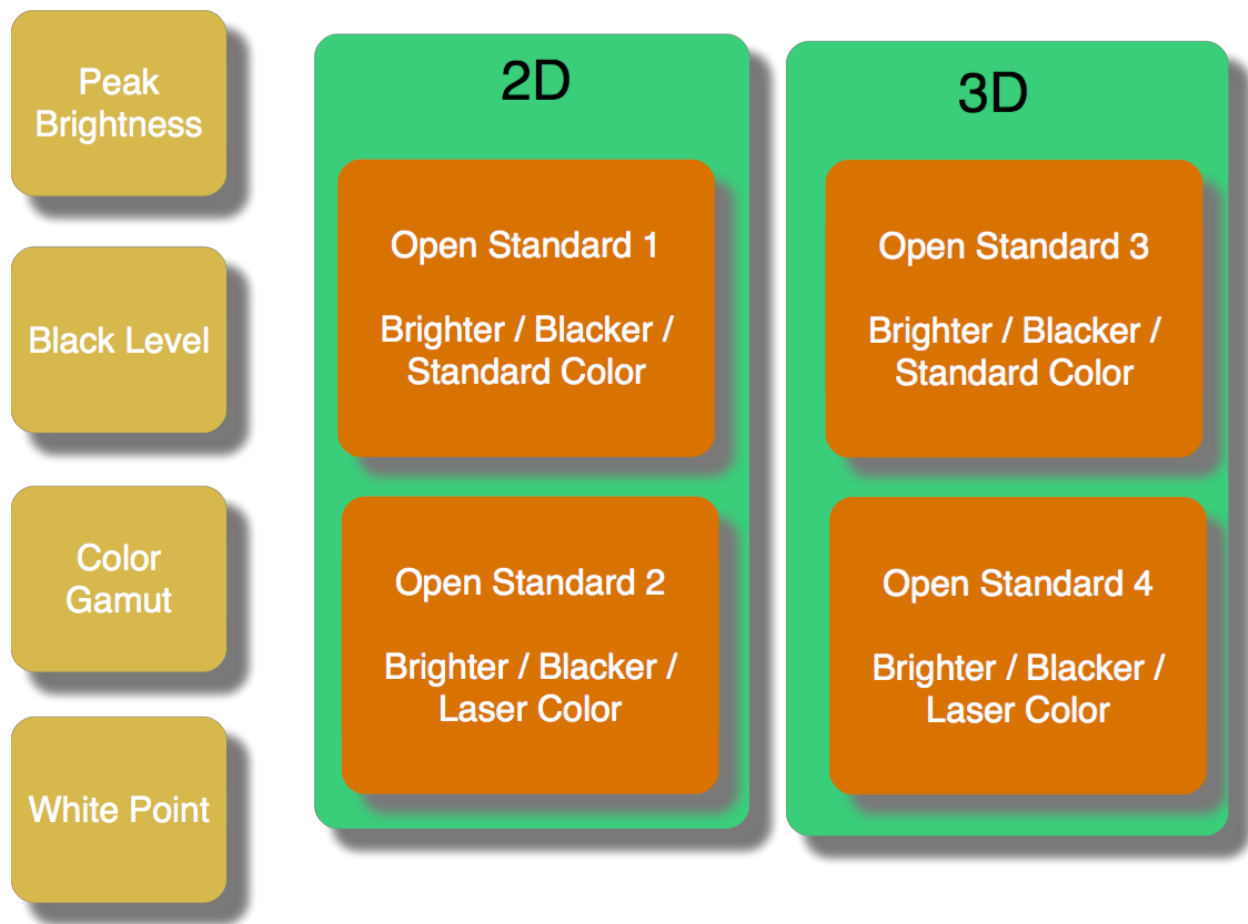 Peak
Brightness
Black Level
Color
Gamut
White Point
2D
Open Standard 1
Brighter / Blacker /
Standard Color
Open Standard 2
Brighter / Blacker /
Laser Color
3D
Open Standard 3
Brighter / Blacker /
Standard Color
Open Standard 4
Brighter / Blacker /
Laser Color